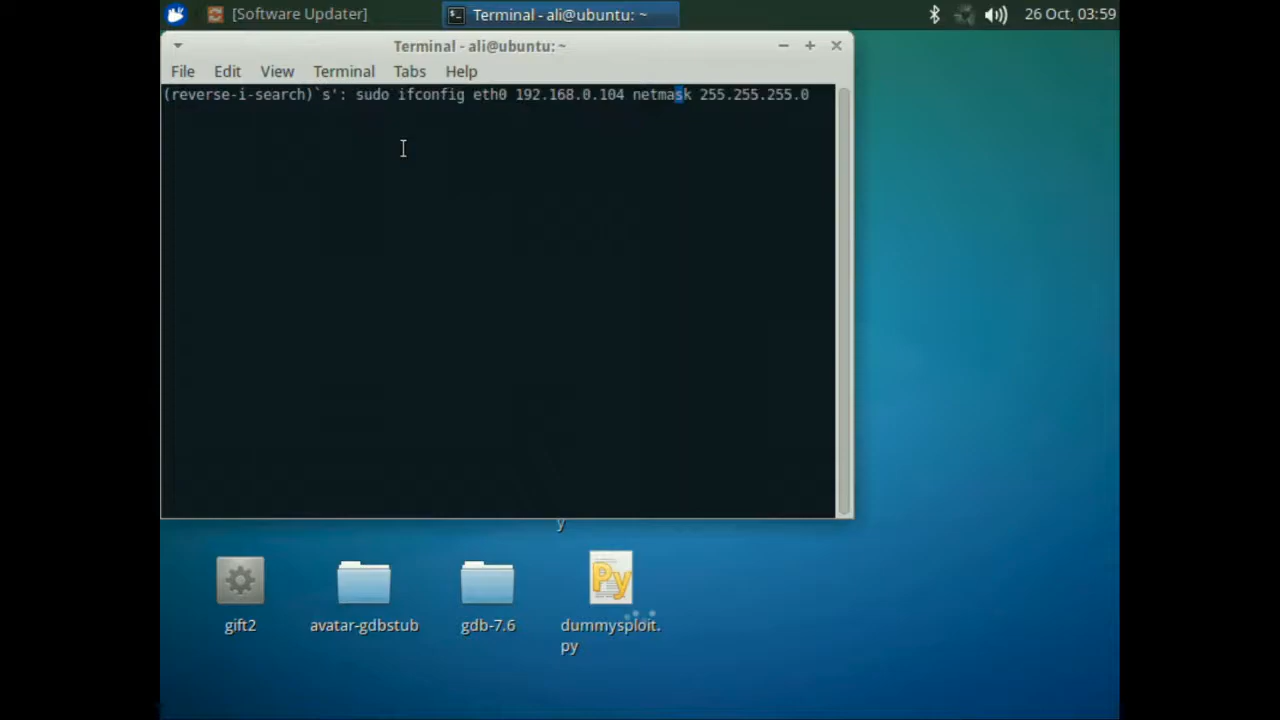 [Software Updater]
Terminal - ali@ubuntu: ~
26 Oct, 03:59
Terminal - ali@ubuntu: ~
File Edit View Terminal Tabs Help
(reverse-i-search)`s': sudo ifconfig eth0 192.168.0.104 netmask 255.255.255.0
y
gift2
avatar-gdbstub
gdb-7.6
dummysploit.
py
Py